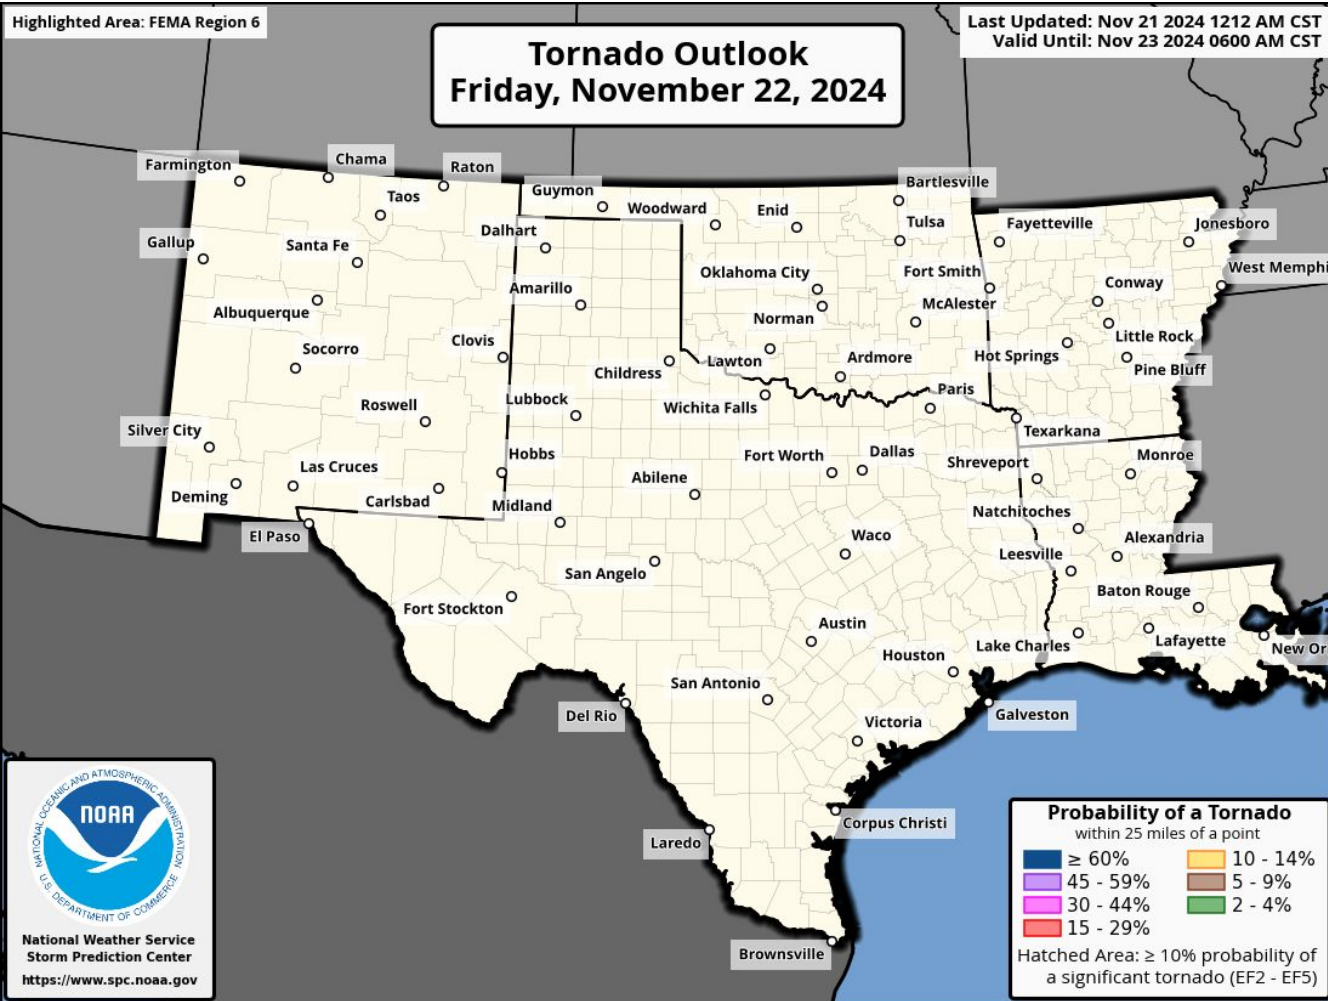 Highlighted Area: FEMA Region 6
Last Updated: Nov 21 2024 1212 AM CST
Valid Until: Nov 23 2024 0600 AM CST
Tornado Outlook
Friday, November 22, 2024
Farmington
Chama
Raton
Taos
Guymon
Woodward
Enid
Bartlesville
Tulsa
Fayetteville
Jonesboro
Gallup
Santa Fe
Dalhart
Oklahoma City
Fort Smith
West Memphi
Amarillo
Conway
Albuquerque
Norman
McAlester
Socorro
Clovis
Childress
Lawton
Ardmore
Hot Springs
Little Rock
Pine Bluff
Roswell
Lubbock
Wichita Falls
Paris
Silver City
Texarkana
Las Cruces
Hobbs
Abilene
Fort Worth
Dallas
Shreveport
Monroe
Deming
Carlsbad
Midland
Natchitoches
El Paso
Waco
Alexandria
San Angelo
Leesville
Fort Stockton
Baton Rouge
Austin
Lake Charles
Lafayette
New Or
Houston
San Antonio
Del Rio
Galveston
Victoria
Corpus Christi
Laredo
Brownsville
NATIONAL OCEANIC AND ATMOSPHERIC ADMINISTRATION
NOAA
U.S. DEPARTMENT OF COMMERCE
National Weather Service
Storm Prediction Center
https://www.spc.noaa.gov
Probability of a Tornado
within 25 miles of a point
≥ 60% 10 - 14%
45 - 59% 5 - 9%
30 - 44% 2 - 4%
15 - 29%
Hatched Area: ≥ 10% probability of
a significant tornado (EF2 - EF5)